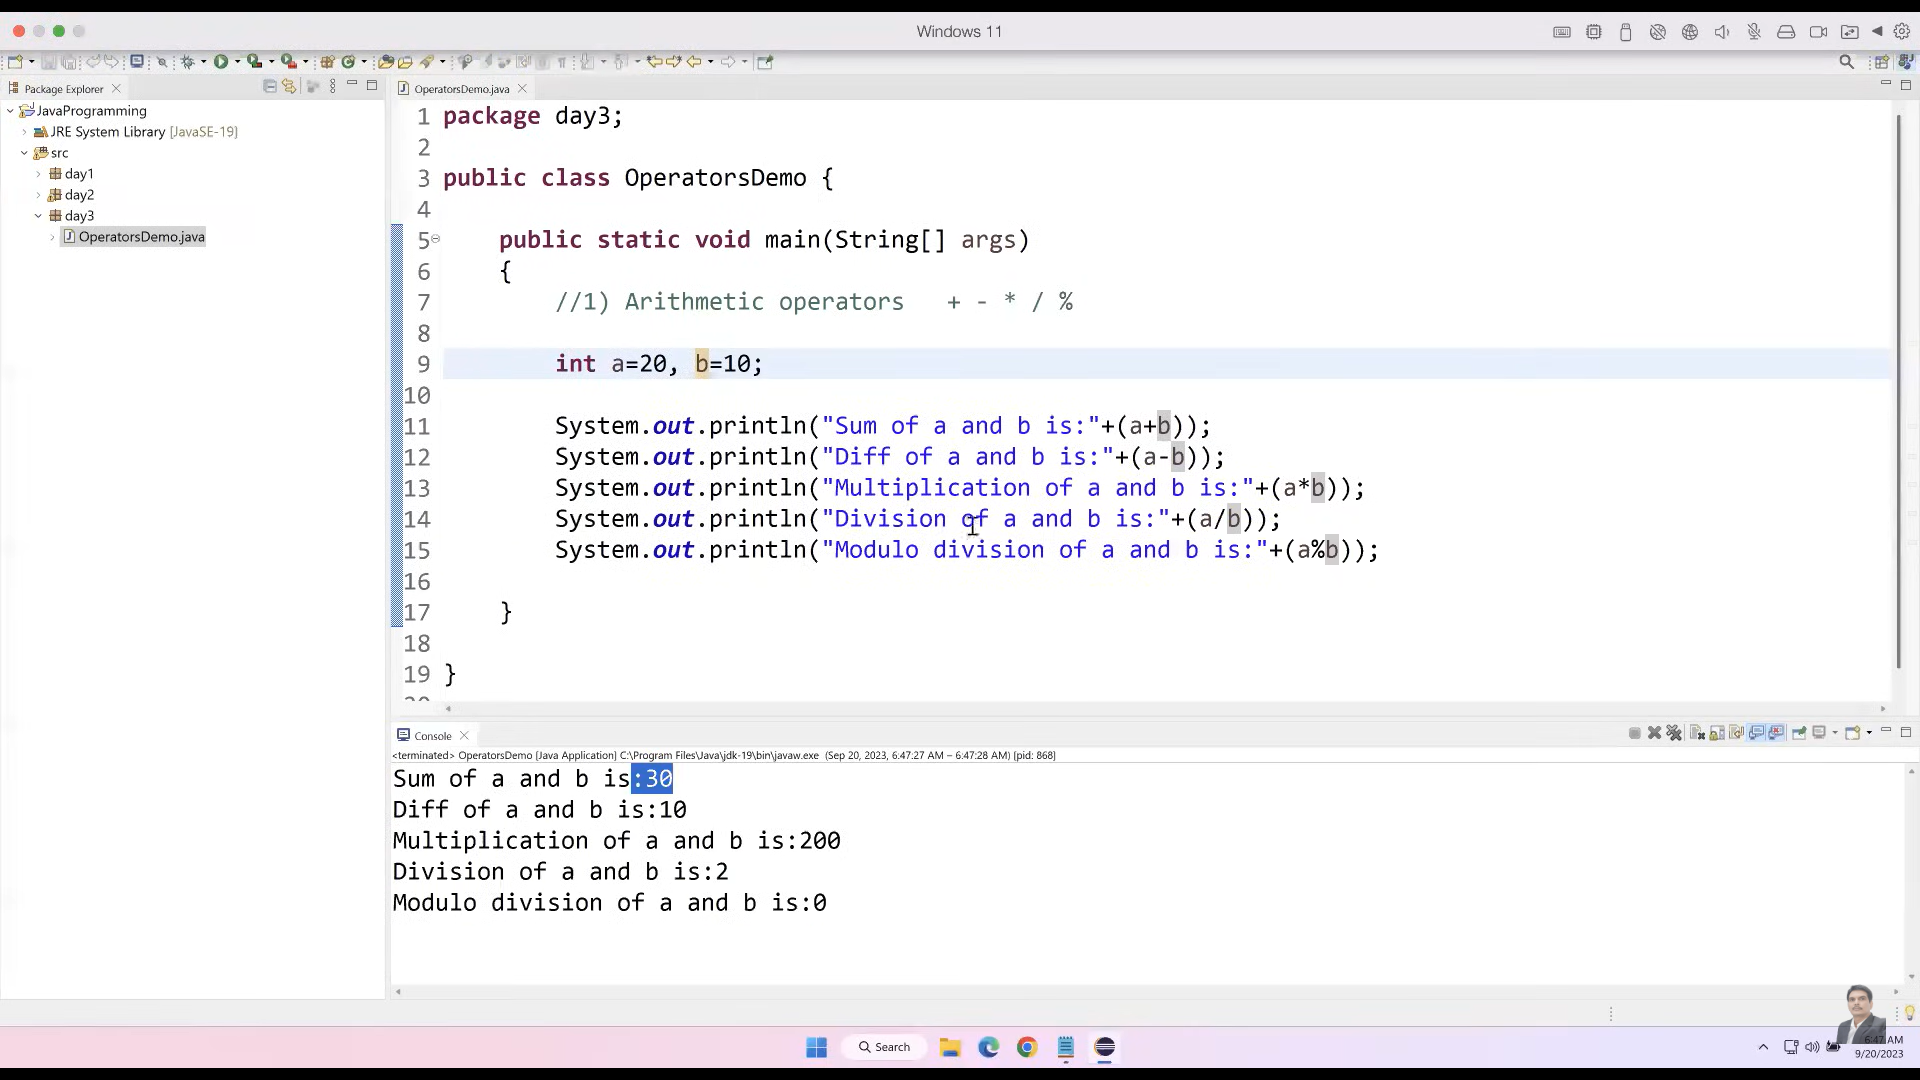 Windows 11
Package Explorer
JavaProgramming
JRE System Library [JavaSE-19]
src
day1
day2
day3
OperatorsDemo.java
OperatorsDemo.java
1 package day3;
2
3 public class OperatorsDemo {
4
5 public static void main(String[] args)
6 {
7 //1) Arithmetic operators + - * / %
8
9 int a=20, b=10;
10
11 System.out.println("Sum of a and b is:"+(a+b));
12 System.out.println("Diff of a and b is:"+(a-b));
13 System.out.println("Multiplication of a and b is:"+(a*b));
14 System.out.println("Division of a and b is:"+(a/b));
15 System.out.println("Modulo division of a and b is:"+(a%b));
16
17 }
18
19 }
Console
<terminated> OperatorsDemo [Java Application] C:\Program Files\Java\jdk-19\bin\javaw.exe (Sep 20, 2023, 6:47:27 AM – 6:47:28 AM) [pid: 868]
Sum of a and b is:30
Diff of a and b is:10
Multiplication of a and b is:200
Division of a and b is:2
Modulo division of a and b is:0
Search
6:47 AM
9/20/2023